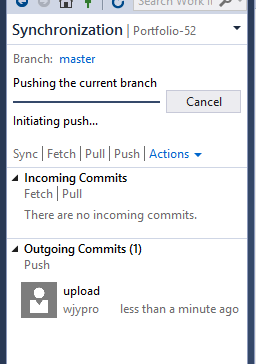 Search Work It
Synchronization | Portfolio-52
Branch: master
Pushing the current branch
Cancel
Initiating push...
Sync | Fetch | Pull | Push | Actions
Incoming Commits
Fetch | Pull
There are no incoming commits.
Outgoing Commits (1)
Push
upload
wjypro less than a minute ago